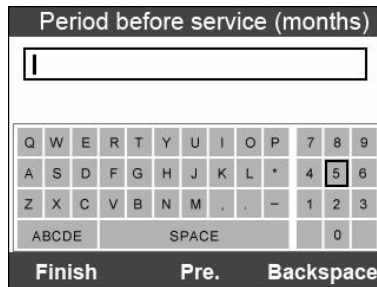 Period before service (months)
Q W E R T Y U I O P 7 8 9
A S D F G H J K L * 4 5 6
Z X C V B N M , . – 1 2 3
ABCDE SPACE 0
Finish Pre. Backspace